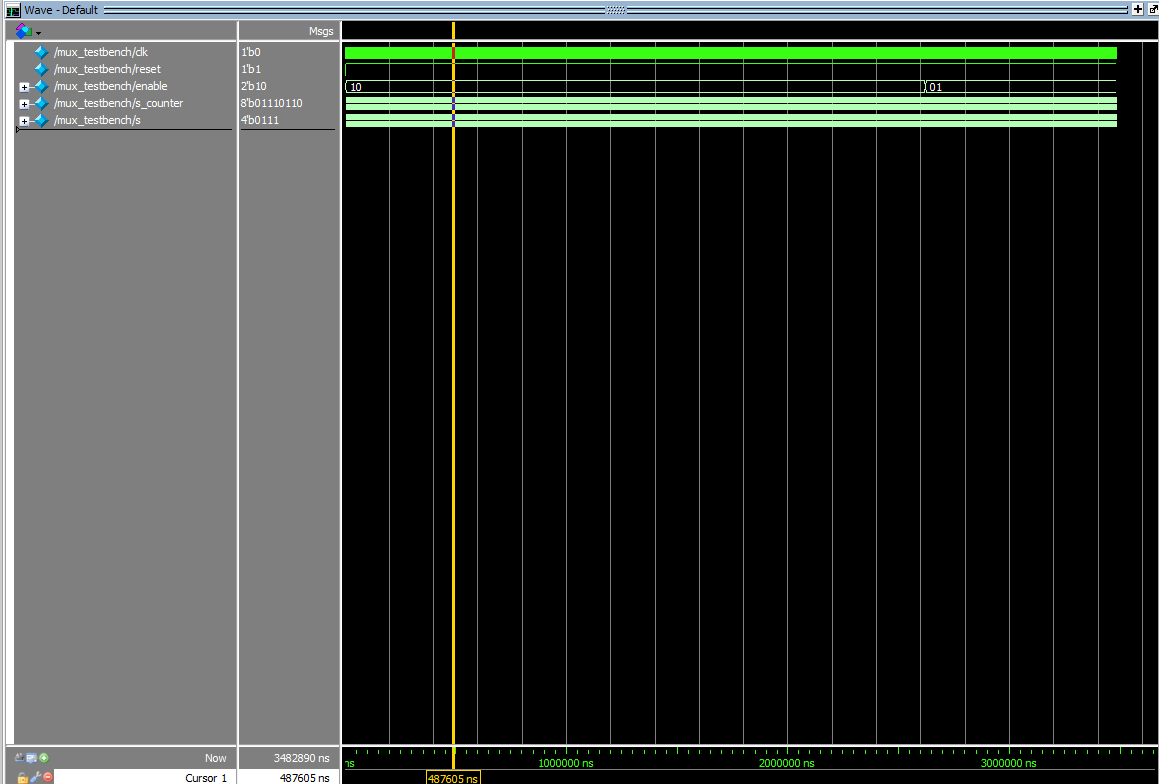 Wave - Default
Msgs
/mux_testbench/clk 1'b0
/mux_testbench/reset 1'b1
/mux_testbench/enable 2'b10 10 01
/mux_testbench/s_counter 8'b01110110
/mux_testbench/s 4'b0111
Now 3482890 ns ns 1000000 ns 2000000 ns 3000000 ns
Cursor 1 487605 ns 487605 ns